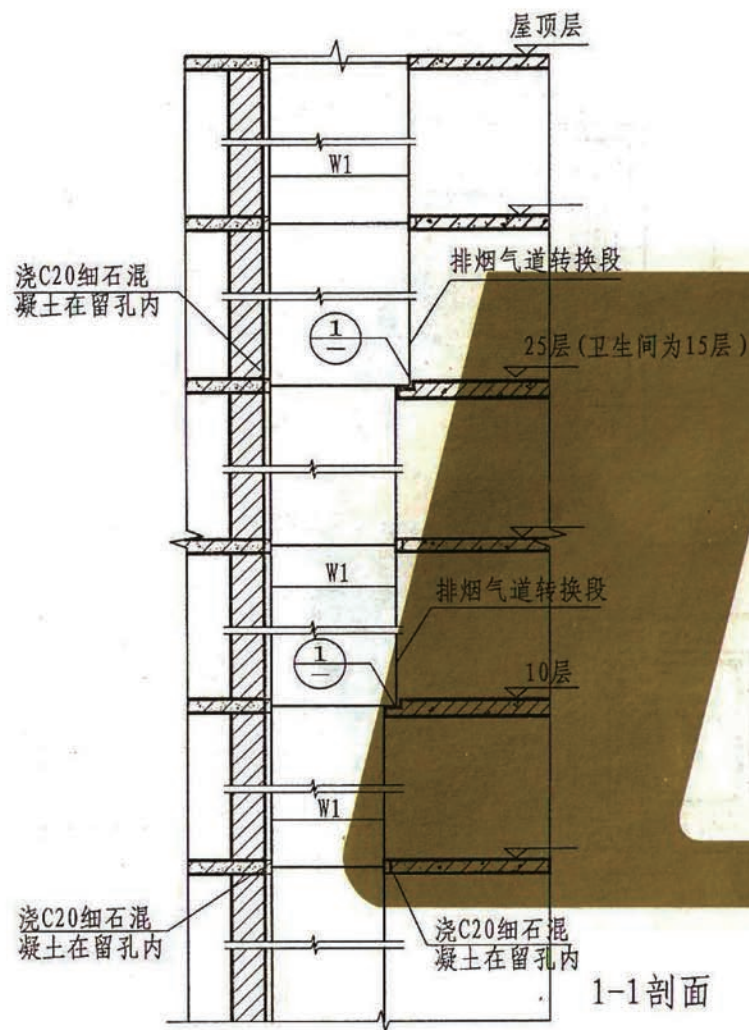 屋顶层
W1
浇C20细石混
凝土在留孔内
排烟气道转换段
1
25层(卫生间为15层)
W1
排烟气道转换段
1
10层
W1
浇C20细石混
凝土在留孔内
浇C20细石混
凝土在留孔内
1-1剖面